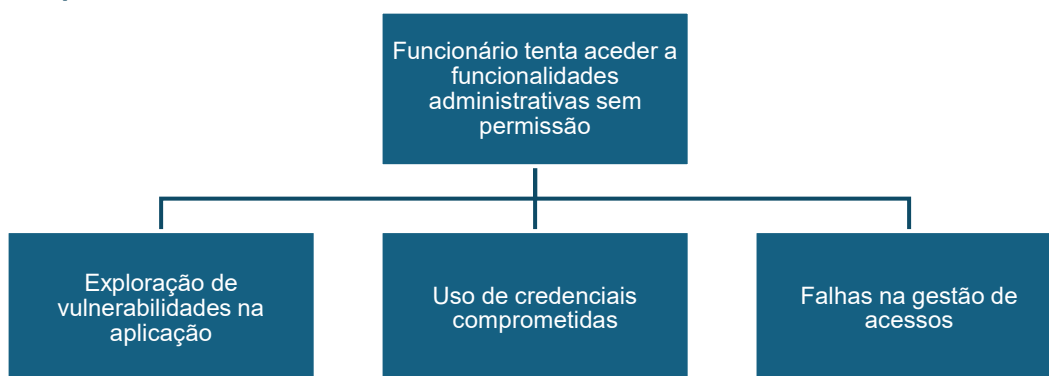 Funcionário tenta aceder a
funcionalidades
administrativas sem
permissão
Exploração de
vulnerabilidades na
aplicação
Uso de credenciais
comprometidas
Falhas na gestão de
acessos